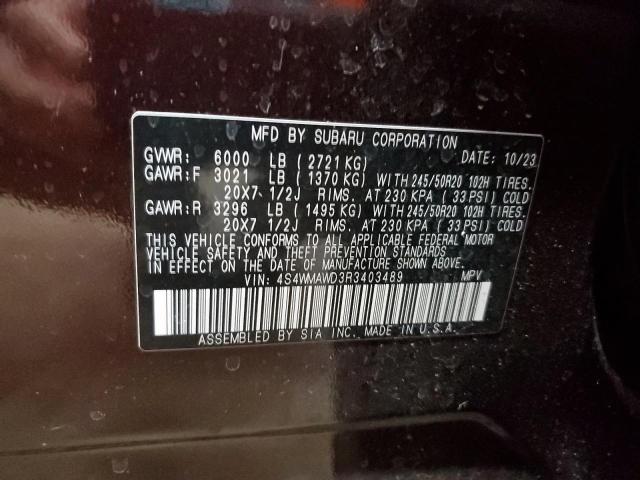 MFD BY SUBARU CORPORATION
GVWR: 6000 LB (2721 KG) DATE: 10/23
GAWR:F 3021 LB (1370 KG) WITH 245/50R20 102H TIRES.
20X7 1/2J RIMS. AT 230 KPA (33 PSI) COLD
GAWR:R 3296 LB (1495 KG) WITH 245/50R20 102H TIRES.
20X7 1/2J RIMS. AT 230 KPA (33 PSI) COLD
THIS VEHICLE CONFORMS TO ALL APPLICABLE FEDERAL MOTOR
VEHICLE SAFETY AND THEFT PREVENTION STANDARDS
IN EFFECT ON THE DATE OF MANUFACTURE SHOWN ABOVE.
VIN: 4S4WMAWD3R3403489 MPV
ASSEMBLED BY SIA INC. MADE IN U.S.A.